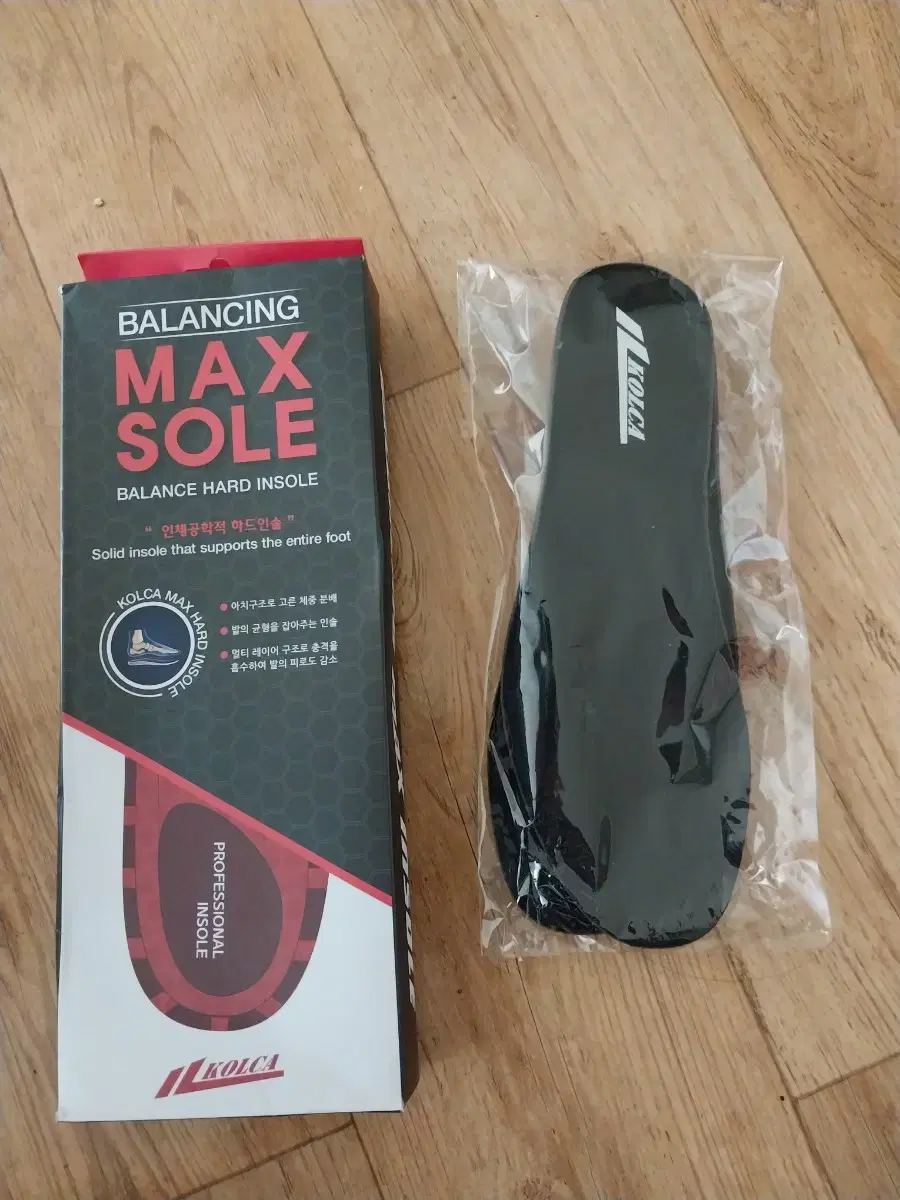 BALANCING
MAX
SOLE
BALANCE HARD INSOLE
“ 인체공학적 하드인솔 ”
Solid insole that supports the entire foot
KOLCA MAX HARD INSOLE
아치구조로 고른 체중 분배
발의 균형을 잡아주는 인솔
멀티 레이어 구조로 충격을
흡수하여 발의 피로도 감소
PROFESSIONAL
INSOLE
KOLCA
KOLCA